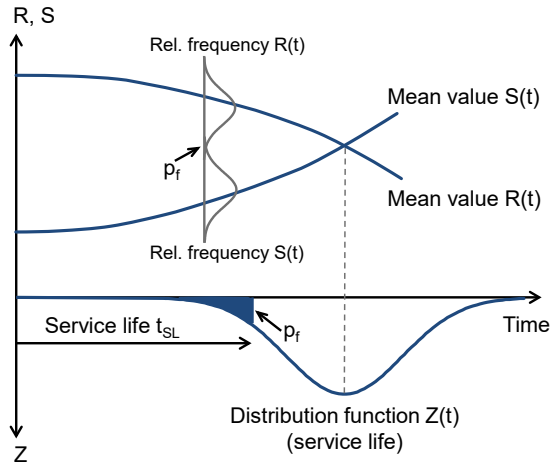 R, S
Rel. frequency R(t)
Mean value S(t)
p_f
Mean value R(t)
Rel. frequency S(t)
Service life t_SL
p_f
Time
Distribution function Z(t)
(service life)
Z